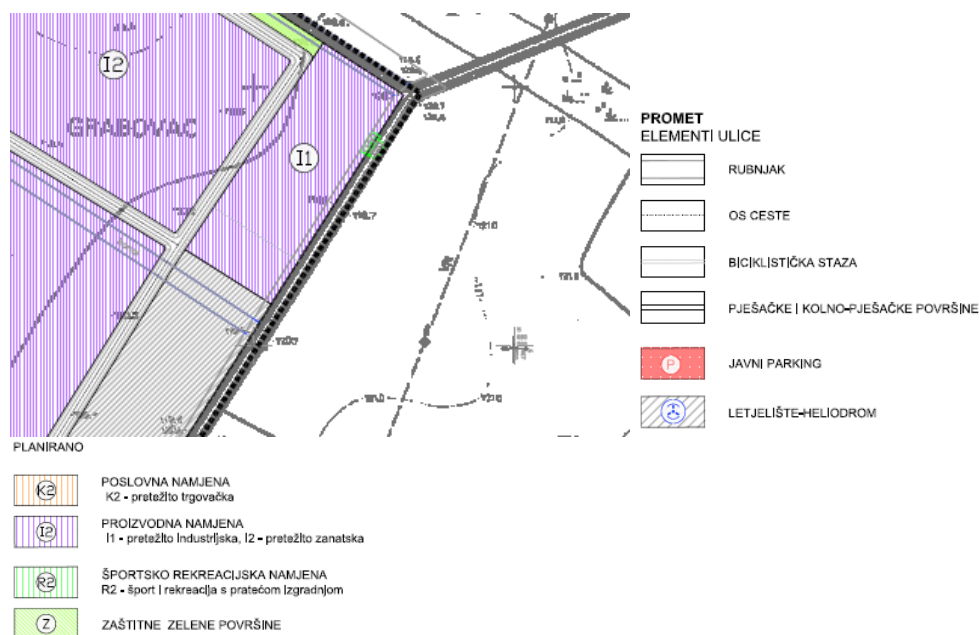 I2
GRABOVAC
I1
PROMET
ELEMENTI ULICE
RUBNJAK
OS CESTE
BICIKLISTIČKA STAZA
PJEŠAČKE I KOLNO-PJEŠAČKE POVRŠINE
P
JAVNI PARKING
LETJELIŠTE-HELIODROM
PLANIRANO
K2
POSLOVNA NAMJENA
K2 - pretežito trgovačka
I2
PROIZVODNA NAMJENA
I1 - pretežito industrijska, I2 - pretežito zanatska
R2
ŠPORTSKO REKREACIJSKA NAMJENA
R2 - šport i rekreacija s pratećom izgradnjom
Z
ZAŠTITNE ZELENE POVRŠINE